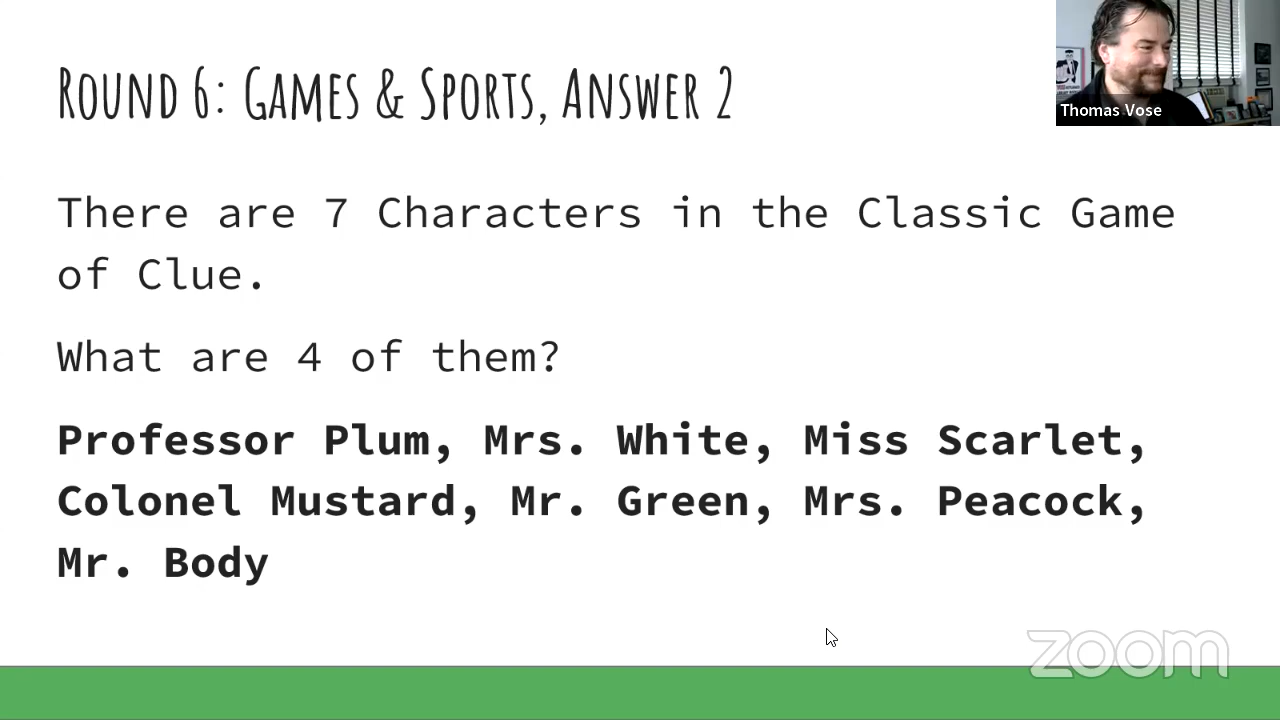 Round 6: Games & Sports, Answer 2
Thomas Vose
There are 7 Characters in the Classic Game
of Clue.
What are 4 of them?
Professor Plum, Mrs. White, Miss Scarlet,
Colonel Mustard, Mr. Green, Mrs. Peacock,
Mr. Body
zoom